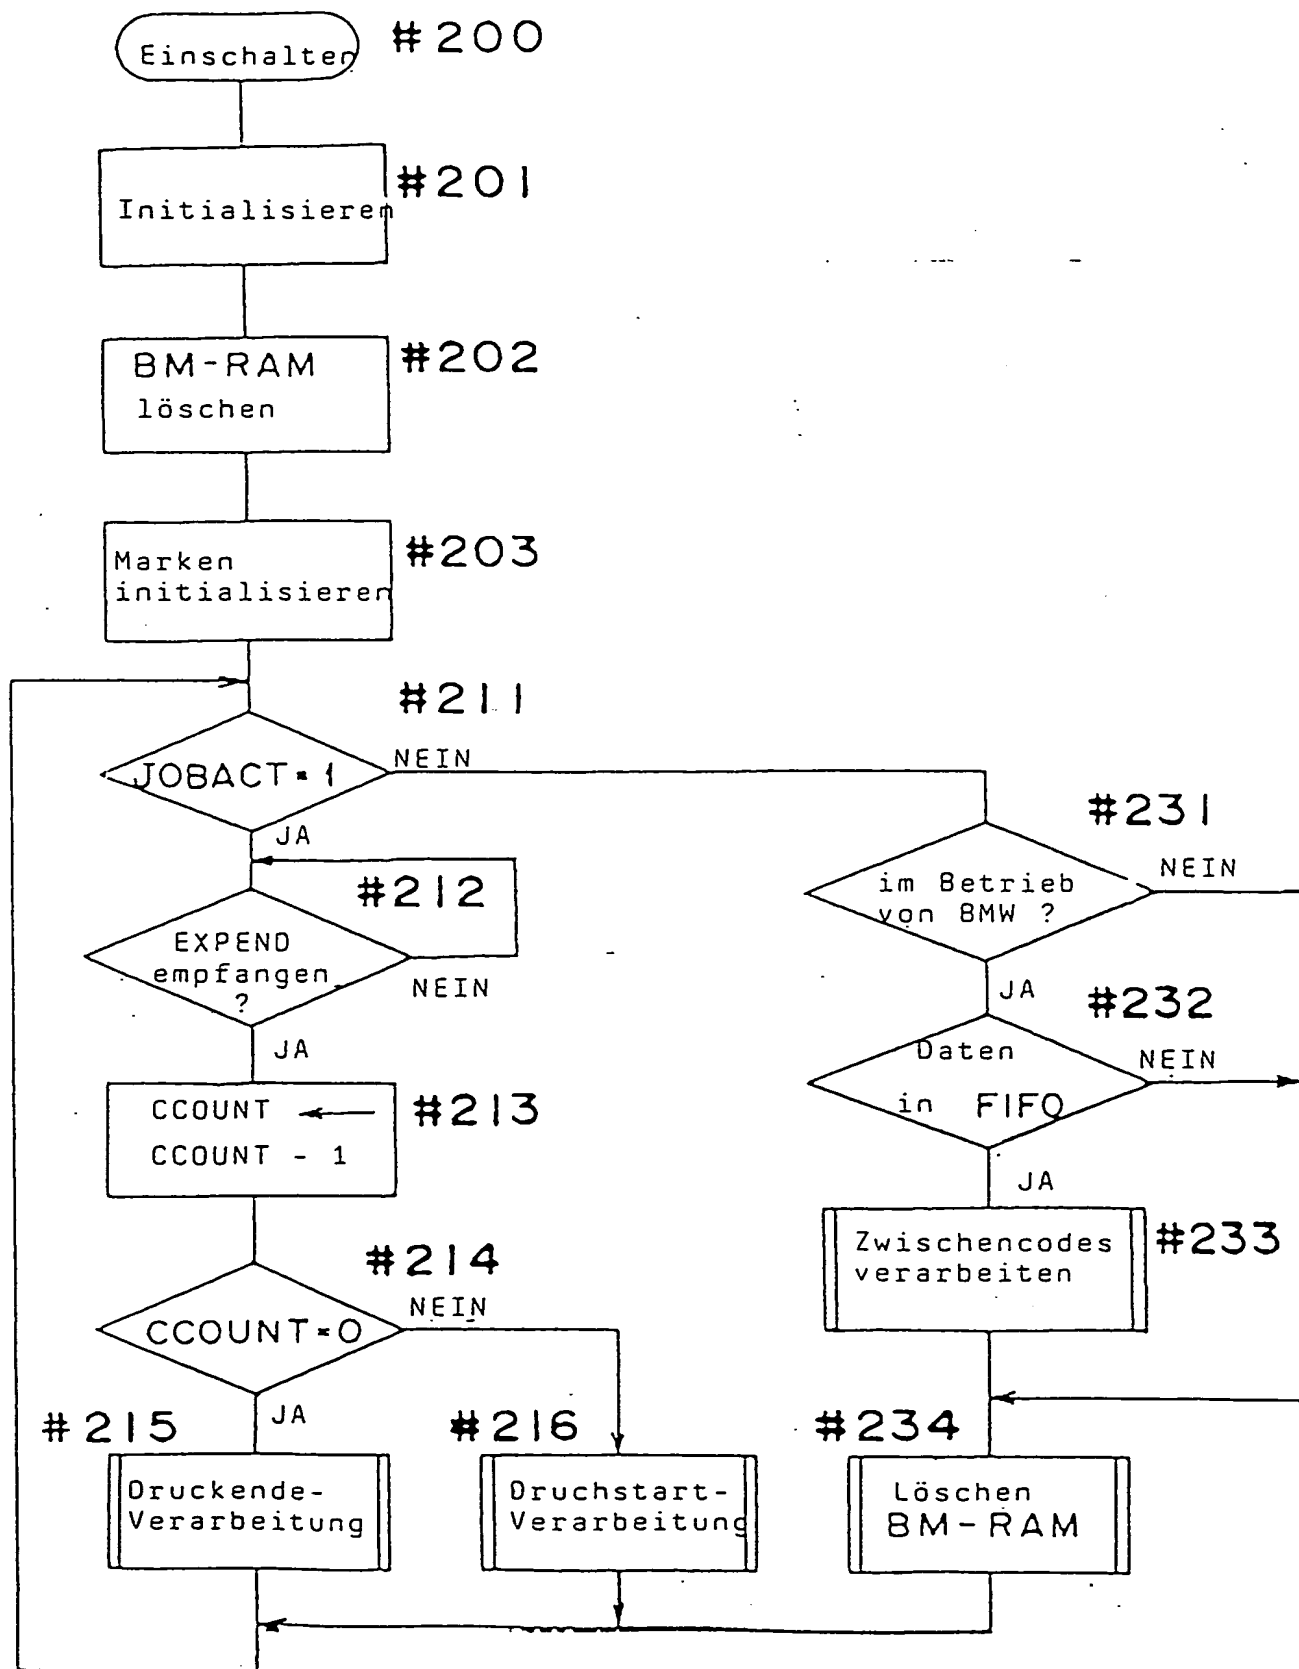 Einschalten
#200
Initialisieren
#201
BM-RAM
löschen
#202
Marken
initialisieren
#203
#211
JOBACT=1
NEIN
JA
#212
EXPEND
empfangen
?
NEIN
JA
CCOUNT ←
CCOUNT - 1
#213
#214
CCOUNT=0
NEIN
JA
#215
Druckende-
Verarbeitung
#216
Druchstart-
Verarbeitung
#231
im Betrieb
von BMW ?
NEIN
JA
#232
Daten
in FIFO
NEIN
JA
Zwischencodes
verarbeiten
#233
#234
Löschen
BM-RAM